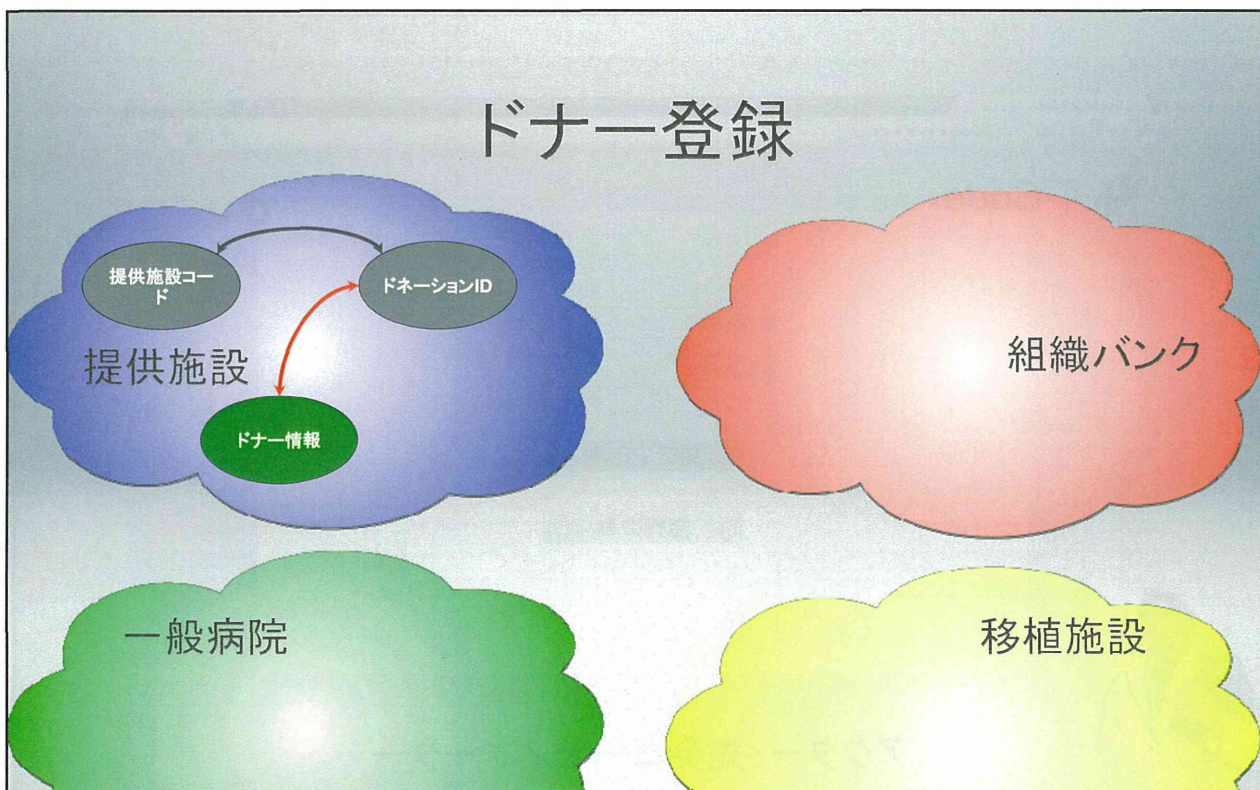 ドナー登録
提供施設コー
ド
ドネーションID
提供施設
ドナー情報
組織バンク
一般病院
移植施設